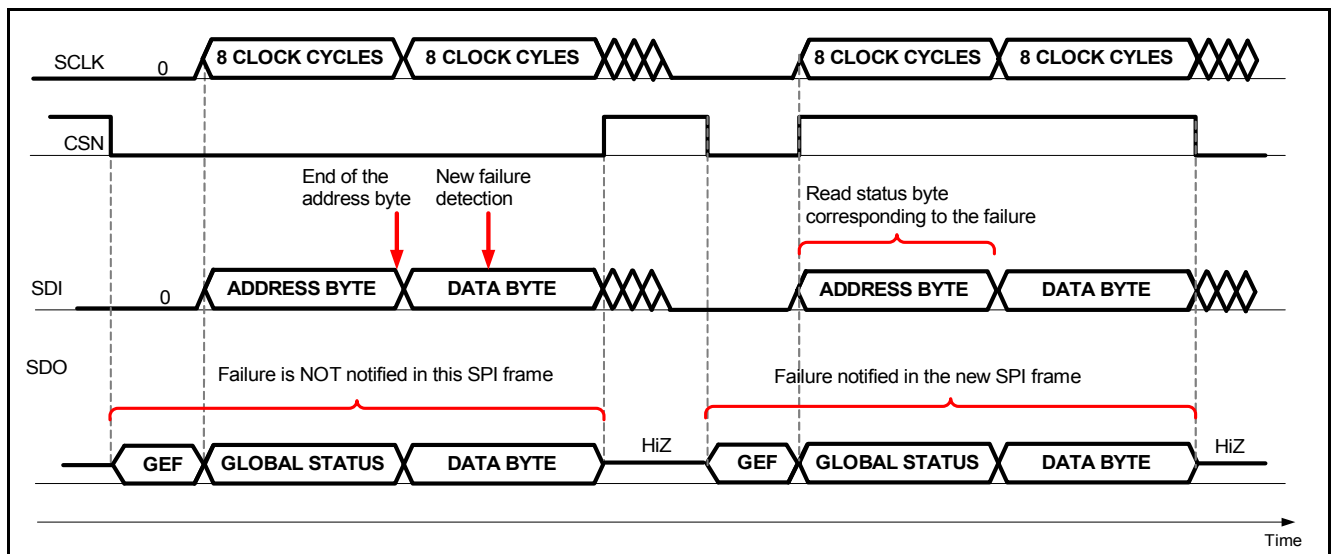 SCLK 0 8 CLOCK CYCLES 8 CLOCK CYLES 8 CLOCK CYCLES 8 CLOCK CYLES
CSN
End of the
address byte
New failure
detection
Read status byte
corresponding to the failure
SDI 0 ADDRESS BYTE DATA BYTE ADDRESS BYTE DATA BYTE
SDO
Failure is NOT notified in this SPI frame
Failure notified in the new SPI frame
GEF GLOBAL STATUS DATA BYTE HiZ GEF GLOBAL STATUS DATA BYTE HiZ
Time